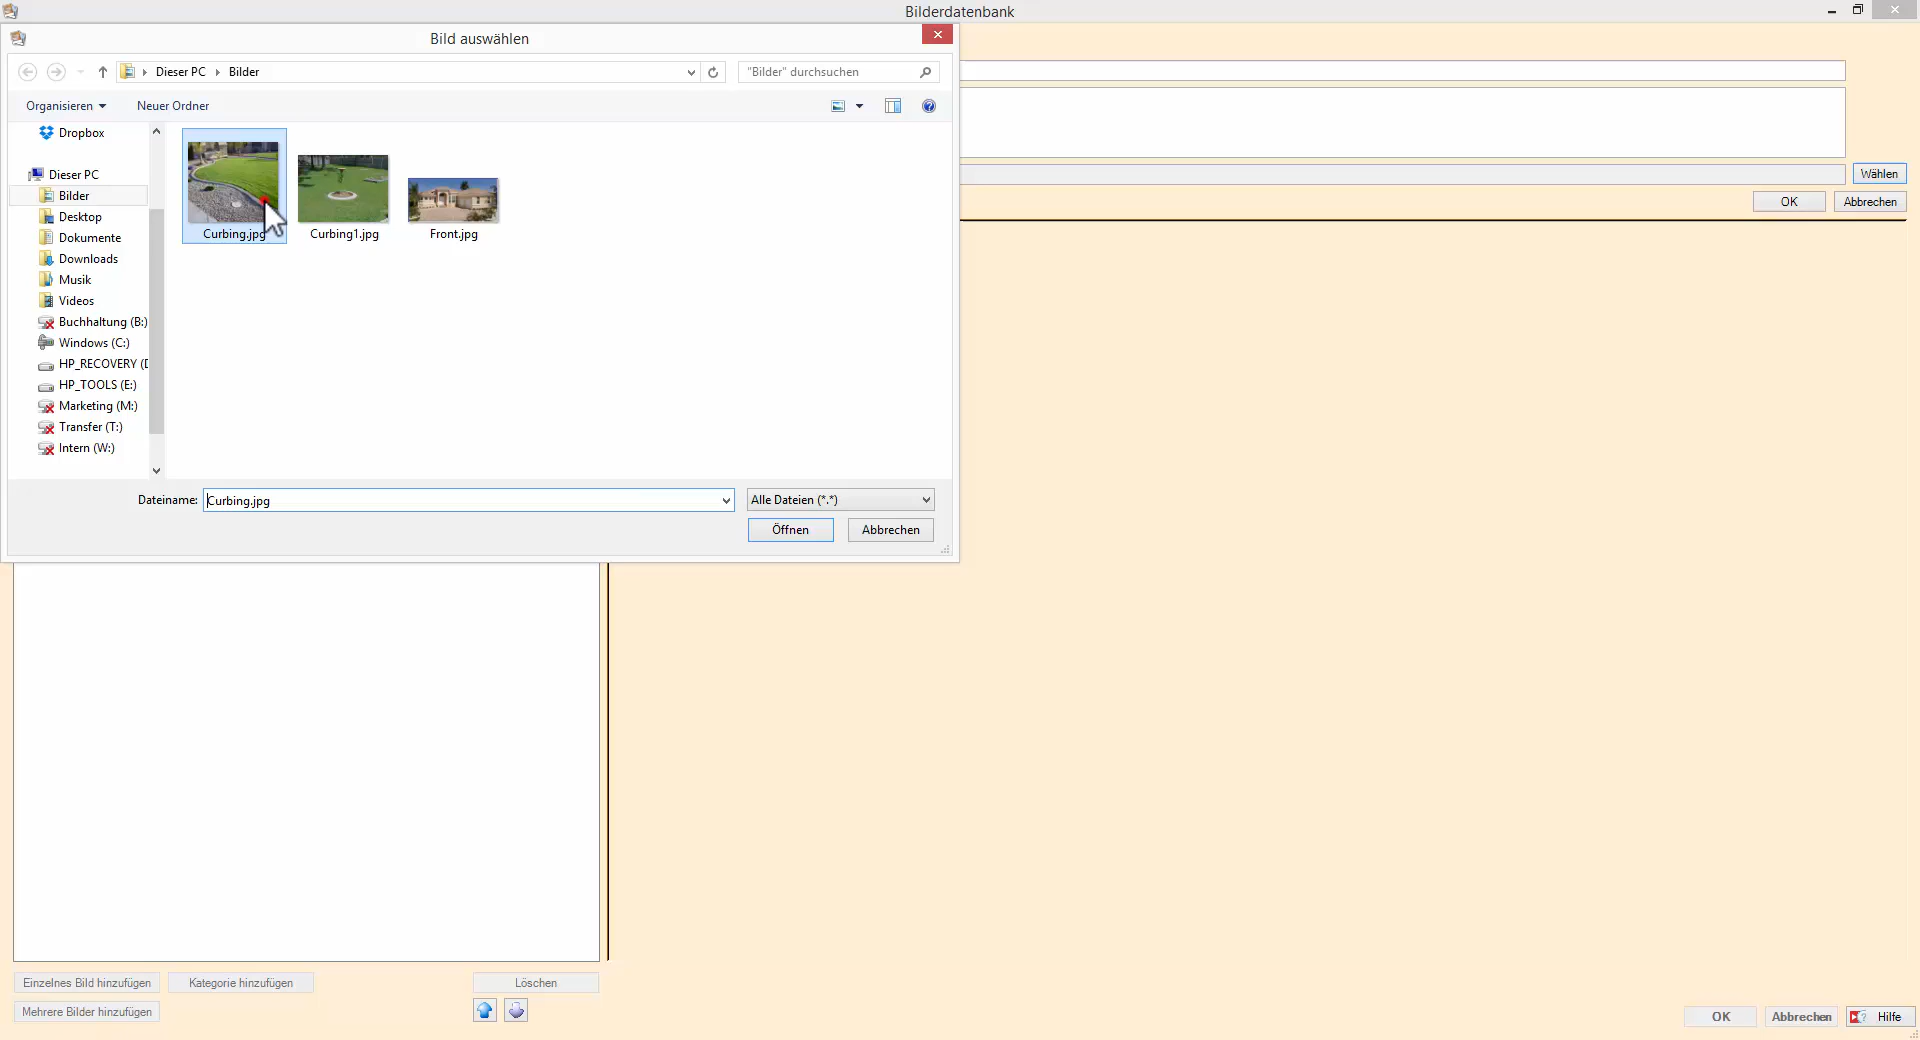 Bilderdatenbank
Bild auswählen
Dieser PC
Bilder
"Bilder" durchsuchen
Organisieren
Neuer Ordner
Dropbox
Dieser PC
Bilder
Desktop
Dokumente
Downloads
Musik
Videos
Buchhaltung (B:)
Windows (C:)
HP_RECOVERY (D
HP_TOOLS (E:)
Marketing (M:)
Transfer (T:)
Intern (W:)
Curbing.jpg
Curbing1.jpg
Front.jpg
Wählen
OK
Abbrechen
Dateiname:
Curbing.jpg
Alle Dateien (*.*)
Öffnen
Abbrechen
Einzelnes Bild hinzufügen
Kategorie hinzufügen
Löschen
Mehrere Bilder hinzufügen
OK
Abbrechen
Hilfe